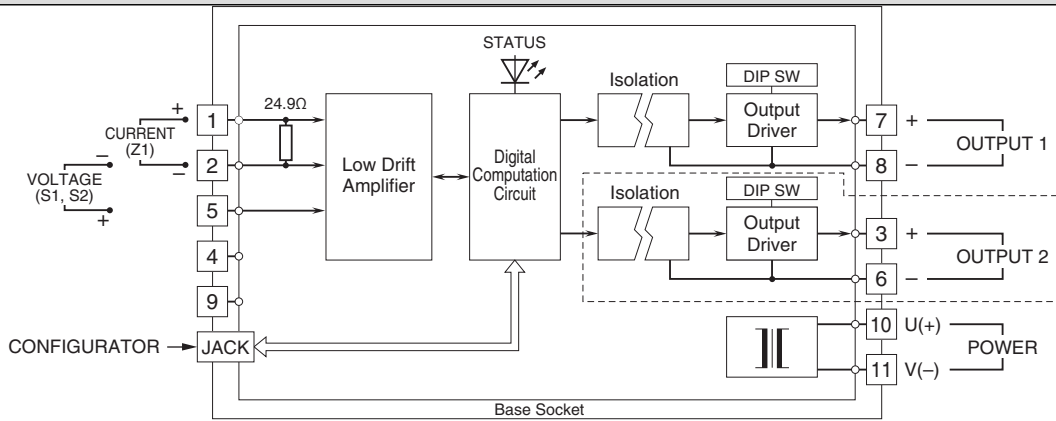 STATUS
Isolation
DIP SW
1
24.9Ω
+
CURRENT
(Z1)
–
2
–
VOLTAGE
(S1, S2)
+
5
4
9
CONFIGURATOR
JACK
Low Drift
Amplifier
Digital
Computation
Circuit
Output
Driver
7
+
OUTPUT 1
8
–
Isolation
DIP SW
Output
Driver
3
+
OUTPUT 2
6
–
10
U(+)
POWER
11
V(–)
Base Socket